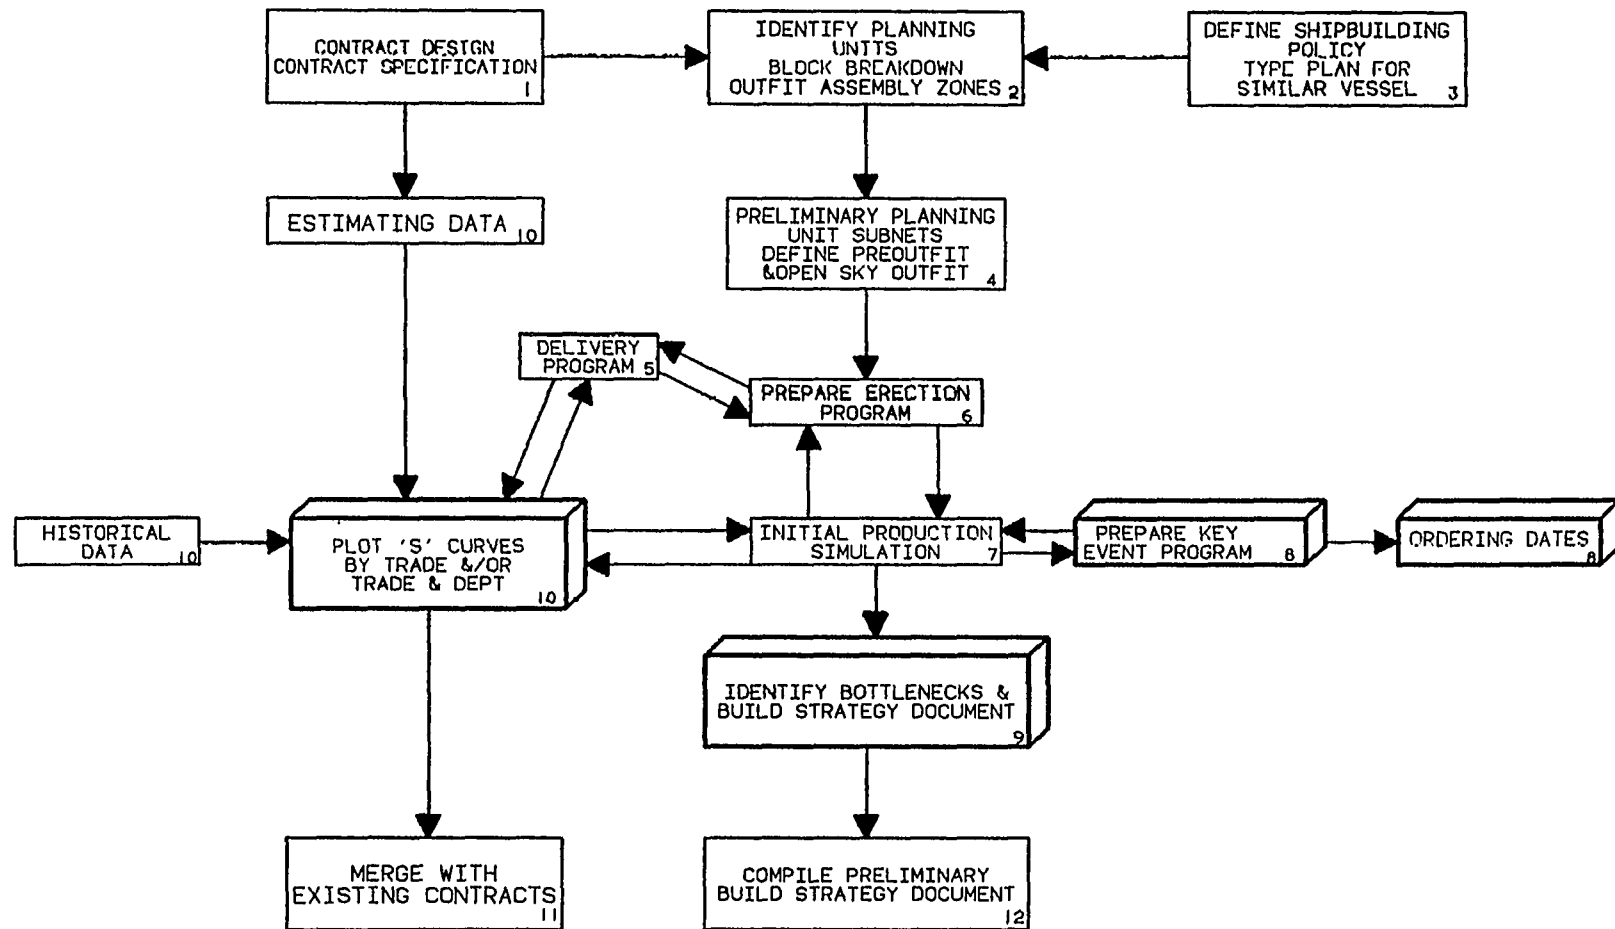 CONTRACT DESIGN
CONTRACT SPECIFICATION
1
IDENTIFY PLANNING
UNITS
BLOCK BREAKDOWN
OUTFIT ASSEMBLY ZONES
2
DEFINE SHIPBUILDING
POLICY
TYPE PLAN FOR
SIMILAR VESSEL
3
ESTIMATING DATA
10
PRELIMINARY PLANNING
UNIT SUBNETS
DEFINE PREOUTFIT
&OPEN SKY OUTFIT
4
DELIVERY
PROGRAM
5
PREPARE ERECTION
PROGRAM
6
HISTORICAL
DATA
10
PLOT 'S' CURVES
BY TRADE &/OR
TRADE & DEPT
10
INITIAL PRODUCTION
SIMULATION
7
PREPARE KEY
EVENT PROGRAM
8
ORDERING DATES
8
IDENTIFY BOTTLENECKS &
BUILD STRATEGY DOCUMENT
9
MERGE WITH
EXISTING CONTRACTS
11
COMPILE PRELIMINARY
BUILD STRATEGY DOCUMENT
12